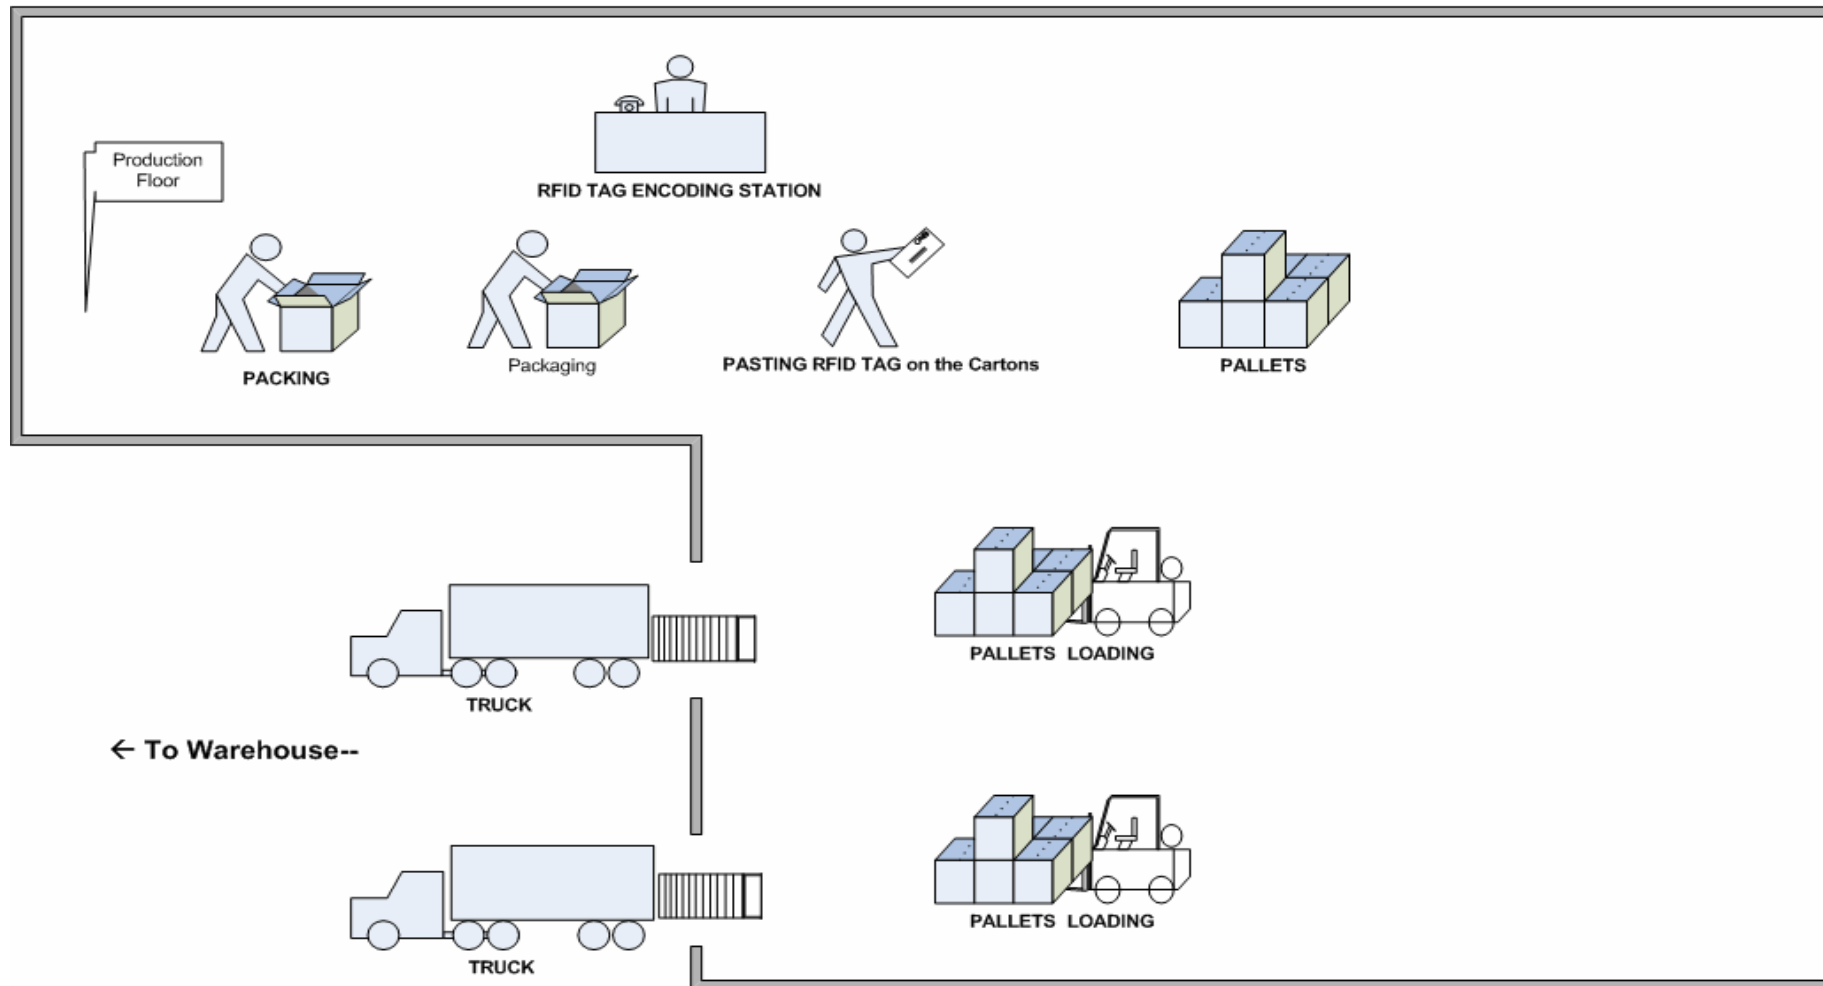 RFID TAG ENCODING STATION
Production
Floor
PACKING
Packaging
PASTING RFID TAG on the Cartons
PALLETS
PALLETS LOADING
TRUCK
← To Warehouse--
PALLETS LOADING
TRUCK